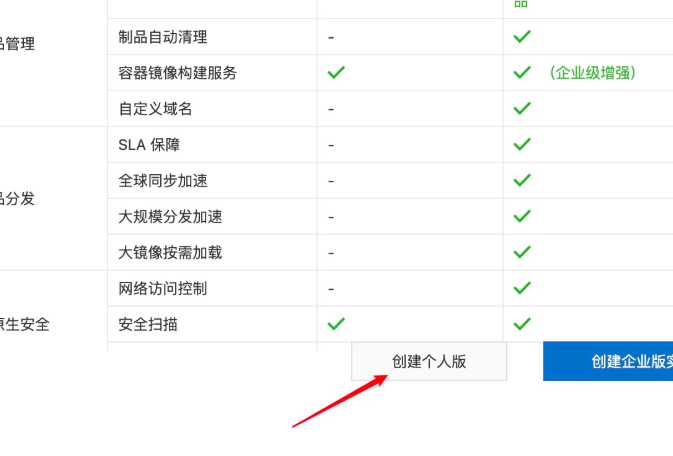 品
制品自动清理 -
品管理
容器镜像构建服务 (企业级增强)
自定义域名 -
SLA 保障 -
全球同步加速 -
品分发
大规模分发加速 -
大镜像按需加载 -
网络访问控制 -
原生安全 安全扫描
创建个人版 创建企业版实